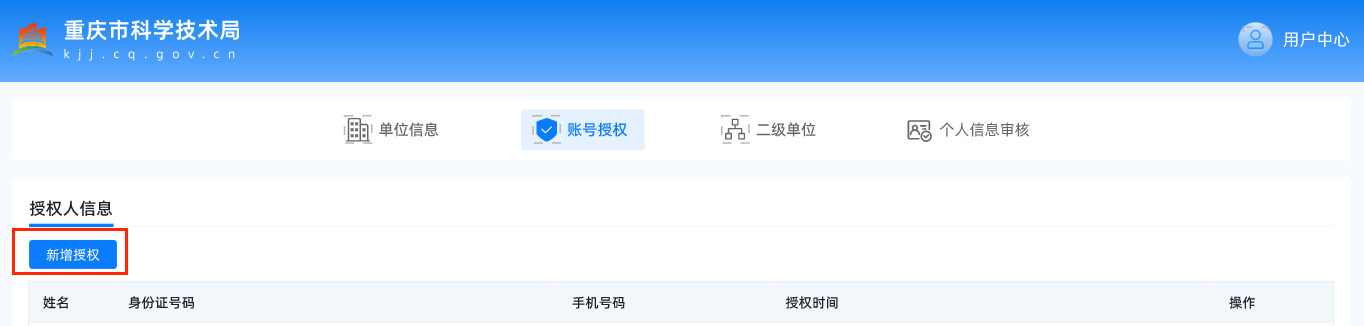 重庆市科学技术局
kjj.cq.gov.cn
用户中心
单位信息 账号授权 二级单位 个人信息审核
授权人信息
新增授权
姓名 身份证号码 手机号码 授权时间 操作